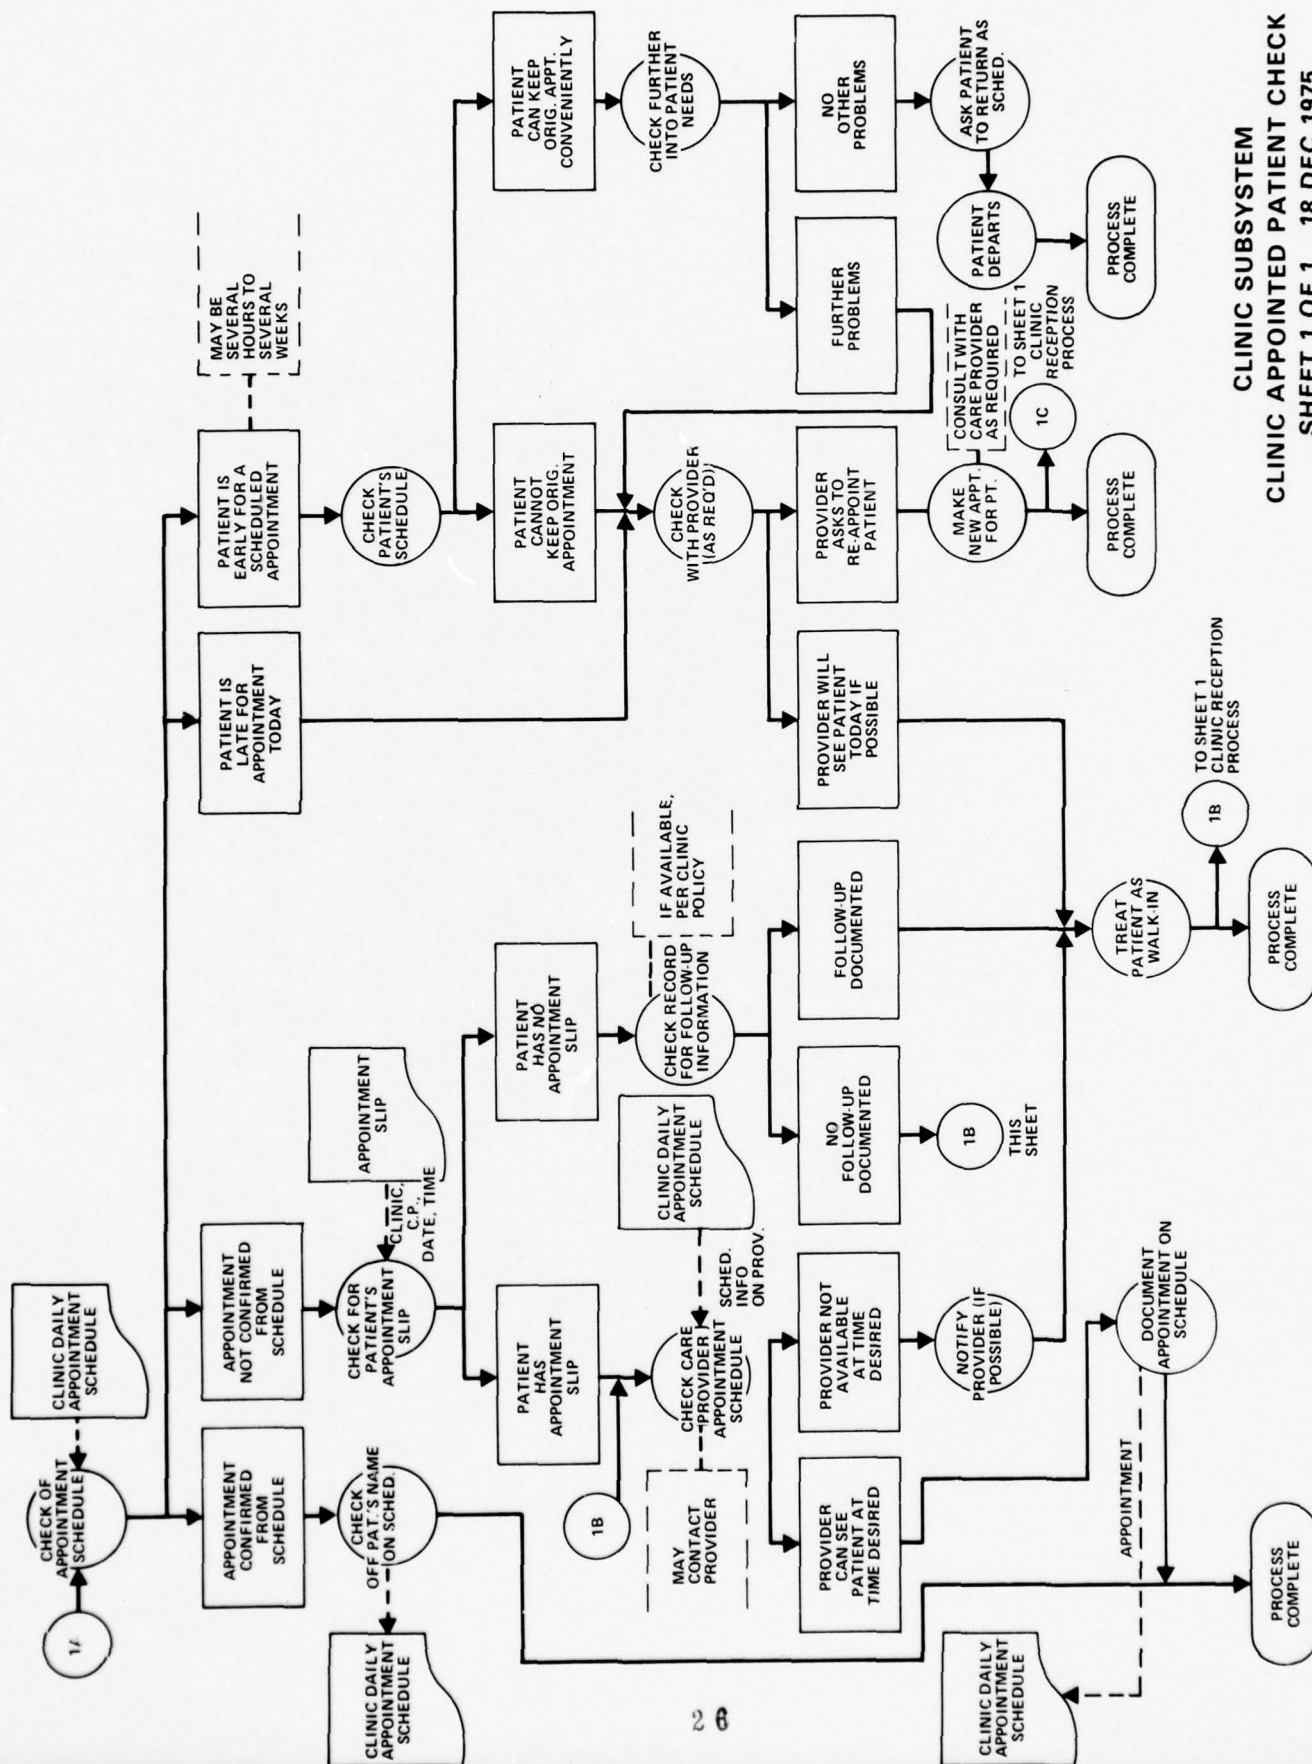 1A
CHECK OF
APPOINTMENT
SCHEDULE
CLINIC DAILY
APPOINTMENT
SCHEDULE
APPOINTMENT
CONFIRMED
FROM
SCHEDULE
APPOINTMENT
NOT CONFIRMED
FROM
SCHEDULE
PATIENT IS
LATE FOR
APPOINTMENT
TODAY
PATIENT IS
EARLY FOR A
SCHEDULED
APPOINTMENT
MAY BE
SEVERAL
HOURS TO
SEVERAL
WEEKS
CLINIC DAILY
APPOINTMENT
SCHEDULE
CHECK
OFF PAT.'S NAME
ON SCHED.
CHECK FOR
PATIENT'S
APPOINTMENT
SLIP
CLINIC,
C.P.,
DATE, TIME
APPOINTMENT
SLIP
CHECK
PATIENT'S
SCHEDULE
PATIENT
HAS
APPOINTMENT
SLIP
PATIENT
HAS NO
APPOINTMENT
SLIP
PATIENT
CANNOT
KEEP ORIG.
APPOINTMENT
PATIENT
CAN KEEP
ORIG. APPT.
CONVENIENTLY
1B
MAY
CONTACT
PROVIDER
CHECK CARE
PROVIDER
APPOINTMENT
SCHEDULE
SCHED.
INFO
ON PROV.
CLINIC DAILY
APPOINTMENT
SCHEDULE
CHECK RECORD
FOR FOLLOW-UP
INFORMATION
IF AVAILABLE,
PER CLINIC
POLICY
CHECK
WITH PROVIDER
(AS REQ'D)
CHECK FURTHER
INTO PATIENT
NEEDS
PROVIDER
CAN SEE
PATIENT AT
TIME DESIRED
PROVIDER NOT
AVAILABLE
AT TIME
DESIRED
NO
FOLLOW-UP
DOCUMENTED
FOLLOW-UP
DOCUMENTED
PROVIDER WILL
SEE PATIENT
TODAY IF
POSSIBLE
PROVIDER
ASKS TO
RE-APPOINT
PATIENT
FURTHER
PROBLEMS
NO
OTHER
PROBLEMS
NOTIFY
PROVIDER (IF
POSSIBLE)
1B
THIS
SHEET
MAKE
NEW APPT.
FOR PT.
CONSULT WITH
CARE PROVIDER
AS REQUIRED
1C
TO SHEET 1
CLINIC
RECEPTION
PROCESS
PATIENT
DEPARTS
ASK PATIENT
TO RETURN AS
SCHED.
CLINIC DAILY
APPOINTMENT
SCHEDULE
APPOINTMENT
DOCUMENT
APPOINTMENT ON
SCHEDULE
TREAT
PATIENT AS
WALK-IN
PROCESS
COMPLETE
PROCESS
COMPLETE
1B
TO SHEET 1
CLINIC RECEPTION
PROCESS
PROCESS
COMPLETE
PROCESS
COMPLETE
CLINIC SUBSYSTEM
CLINIC APPOINTED PATIENT CHECK
SHEET 1 OF 1 18 DEC 1975
26